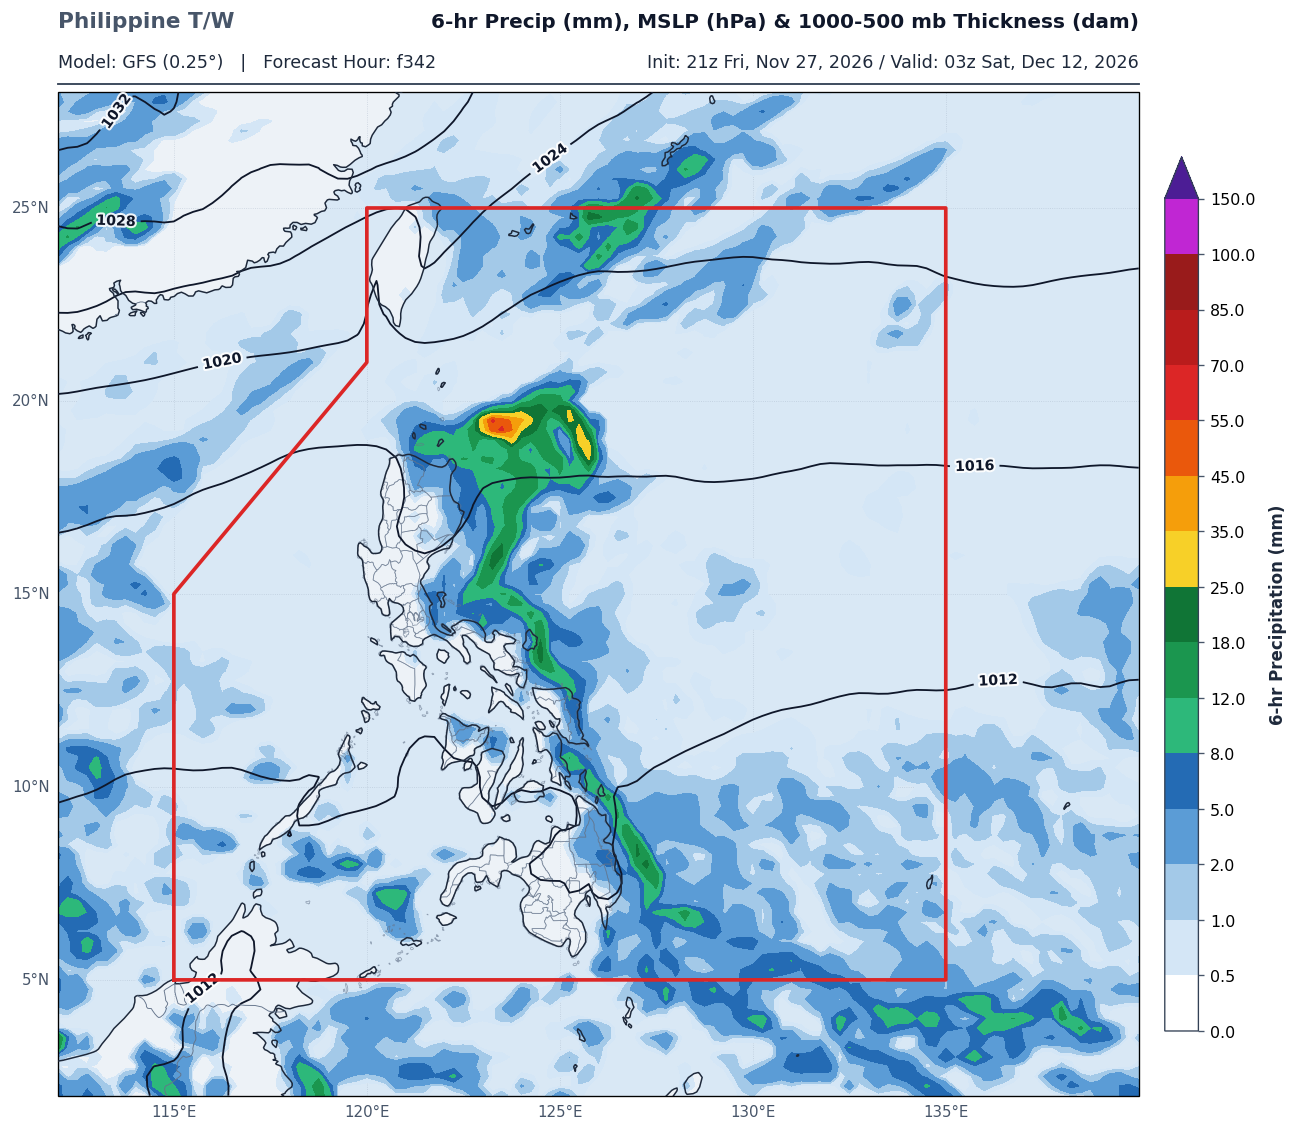 Philippine T/W
6-hr Precip (mm), MSLP (hPa) & 1000-500 mb Thickness (dam)
Model: GFS (0.25°) | Forecast Hour: f342
Init: 21z Fri, Nov 27, 2026 / Valid: 03z Sat, Dec 12, 2026
1032
1024
1028
1020
1016
1012
1012
25°N
20°N
15°N
10°N
5°N
115°E
120°E
125°E
130°E
135°E
150.0
100.0
85.0
70.0
55.0
45.0
35.0
25.0
18.0
12.0
8.0
5.0
2.0
1.0
0.5
0.0
6-hr Precipitation (mm)